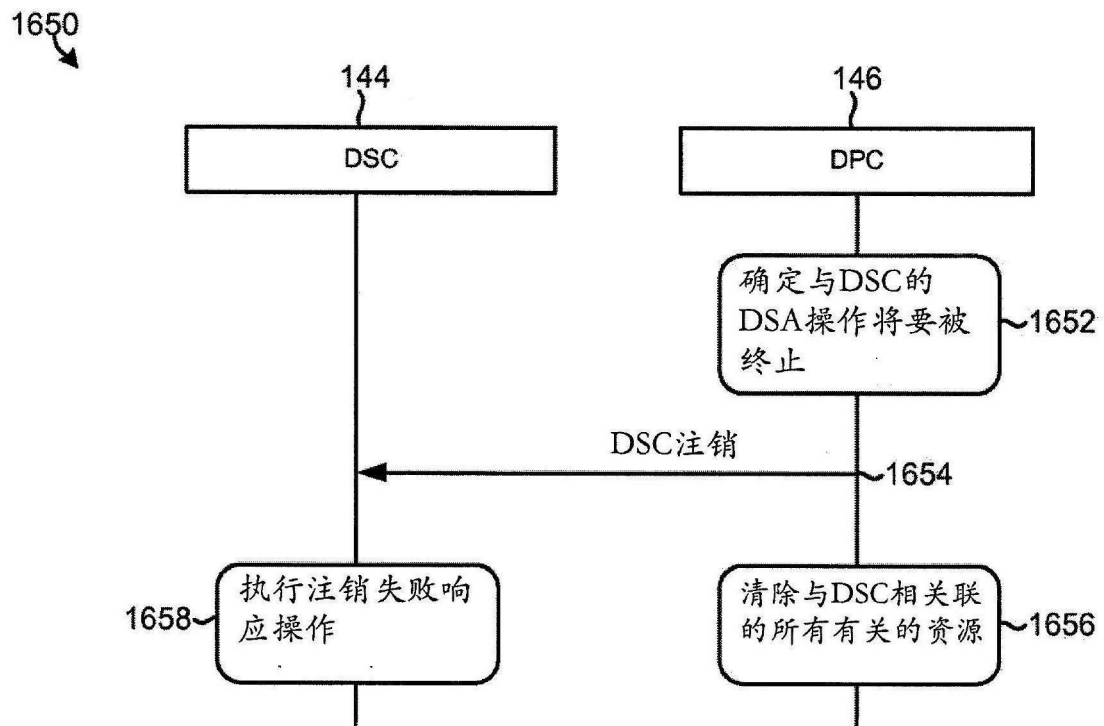 1650
144
146
DSC
DPC
确定与DSC的
DSA操作将要被
终止
1652
DSC注销
1654
执行注销失败响
应操作
1658
清除与DSC相关联
的所有有关的资源
1656